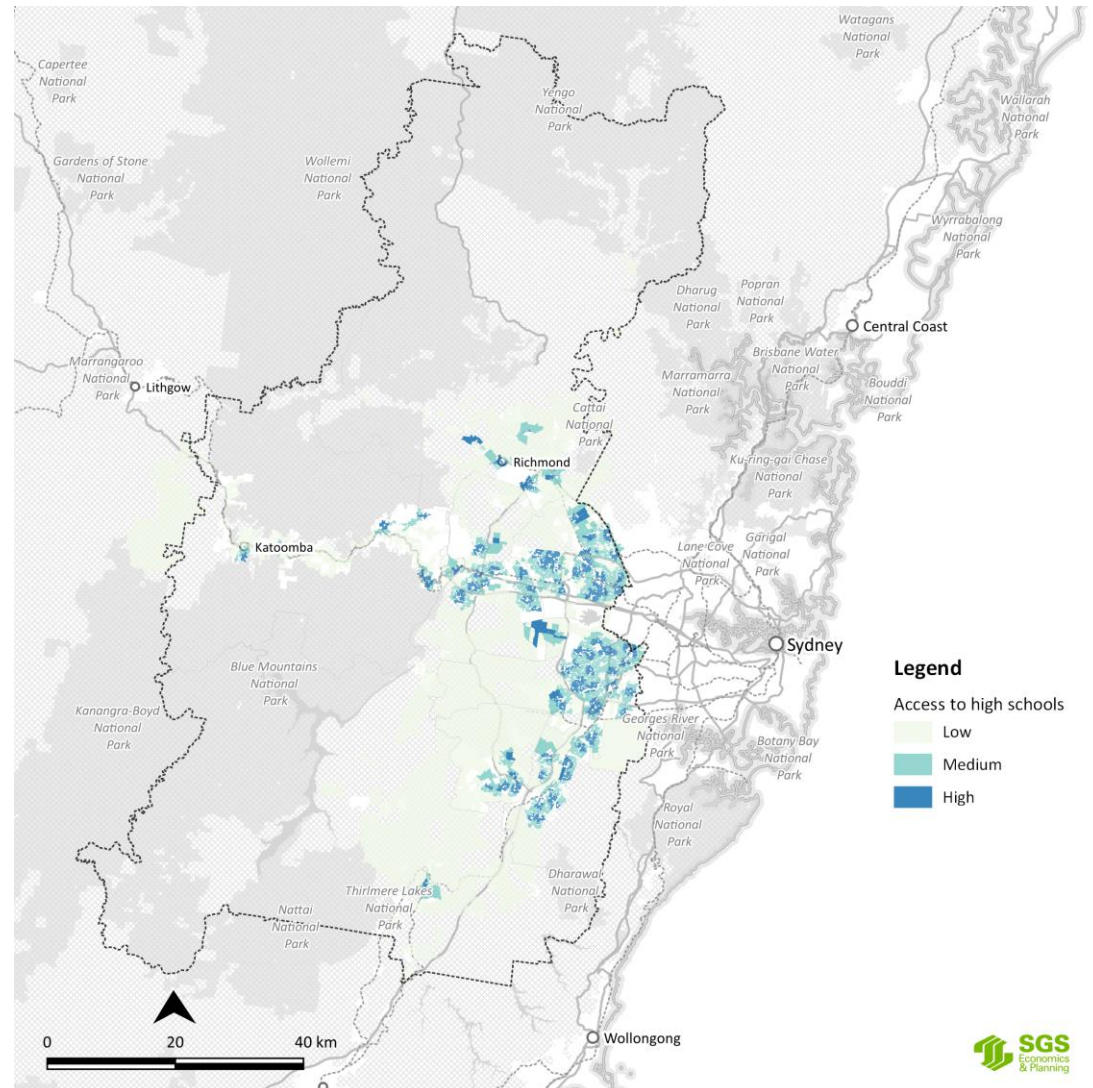 Watagans
National
Park
Capertee
National
Park
Yengo
National
Park
Wallarah
National
Park
Gardens of Stone
National
Park
Wollemi
National
Park
Wyrrabalong
National
Park
Dharug
National
Park
Popran
National
Park
Central Coast
Marrangaroo
National
Park
Lithgow
Brisbane Water
National
Park
Marramarra
National
Park
Bouddi
National
Park
Cattai
National
Park
Richmond
Ku-ring-gai Chase
National
Park
Katoomba
Lane Cove
National
Park
Garigal
National
Park
Sydney
Blue Mountains
National
Park
Kanangra-Boyd
National
Park
Georges River
National
Park
Botany Bay
National
Park
Royal
National
Park
Thirlmere Lakes
National
Park
Dharawal
National
Park
Nattai
National
Park
Wollongong
Legend
Access to high schools
Low
Medium
High
0 20 40 km
SGS
Economics
& Planning